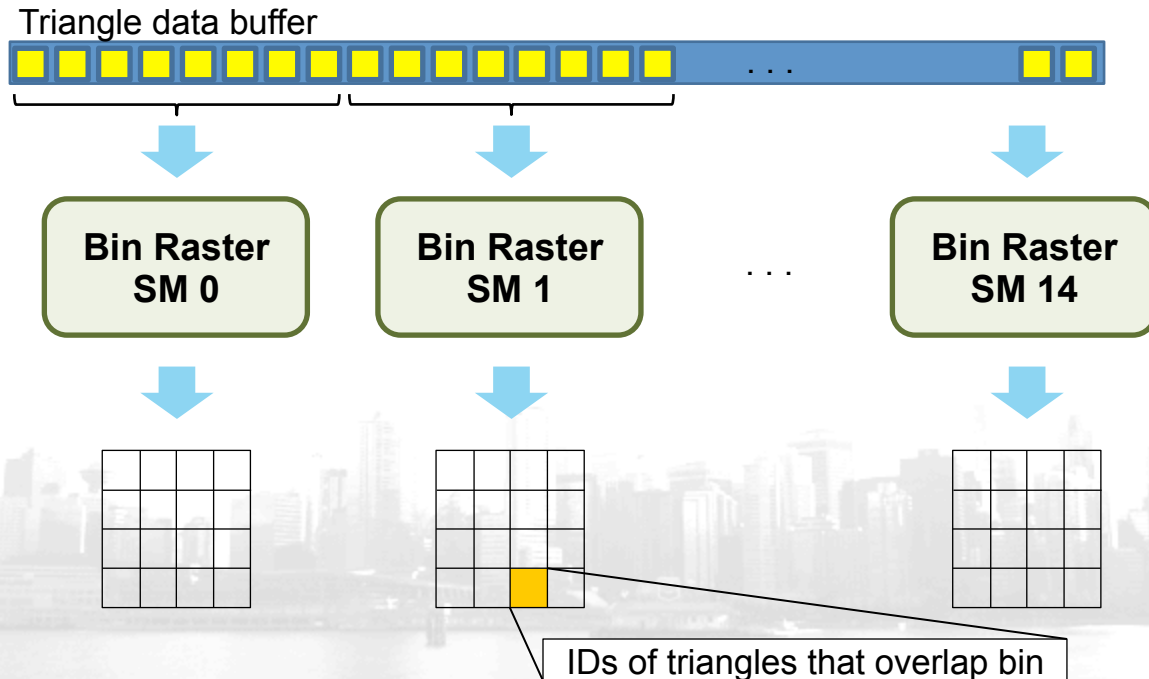 Triangle data buffer
. . .
Bin Raster
SM 0
Bin Raster
SM 1
. . .
Bin Raster
SM 14
IDs of triangles that overlap bin